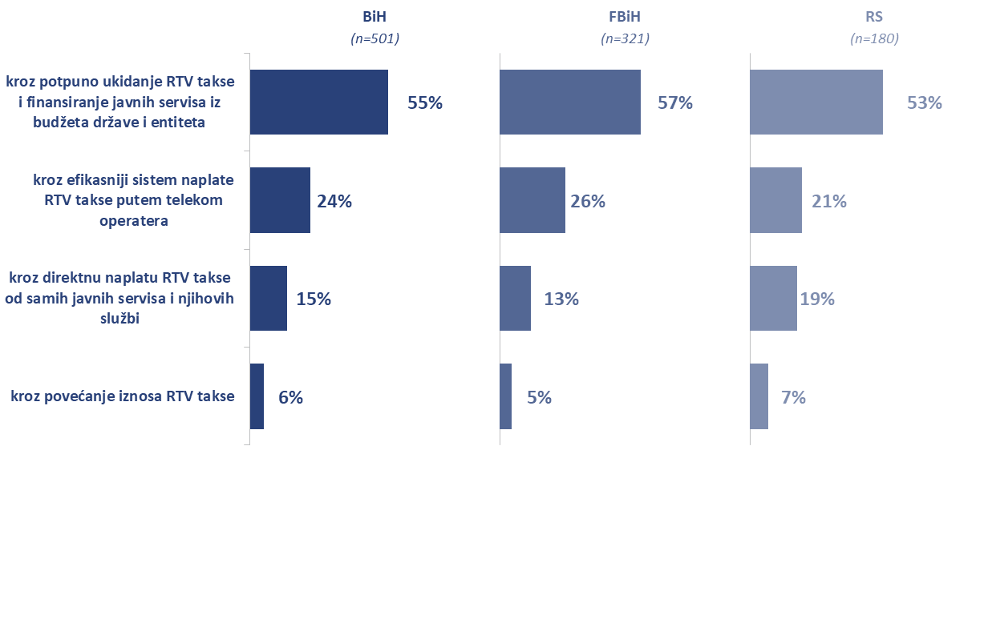 BiH
FBiH
RS
(n=501)
(n=321)
(n=180)
kroz potpuno ukidanje RTV takse
i finansiranje javnih servisa iz
budžeta države i entiteta
55%
57%
53%
kroz efikasniji sistem naplate
RTV takse putem telekom
operatera
24%
26%
21%
kroz direktnu naplatu RTV takse
od samih javnih servisa i njihovih
službi
15%
13%
19%
kroz povećanje iznosa RTV takse
6%
5%
7%